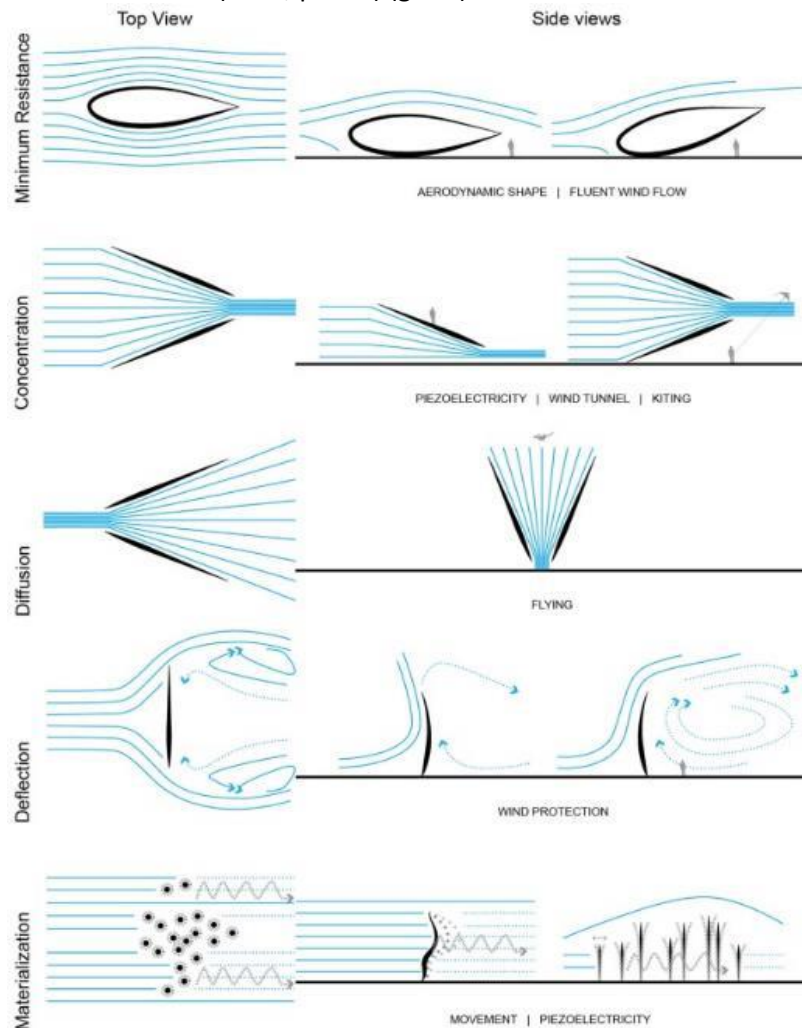 Top View
Side views
Minimum Resistance
AERODYNAMIC SHAPE | FLUENT WIND FLOW
Concentration
PIEZOELECTRICITY | WIND TUNNEL | KITING
Diffusion
FLYING
Deflection
WIND PROTECTION
Materialization
MOVEMENT | PIEZOELECTRICITY